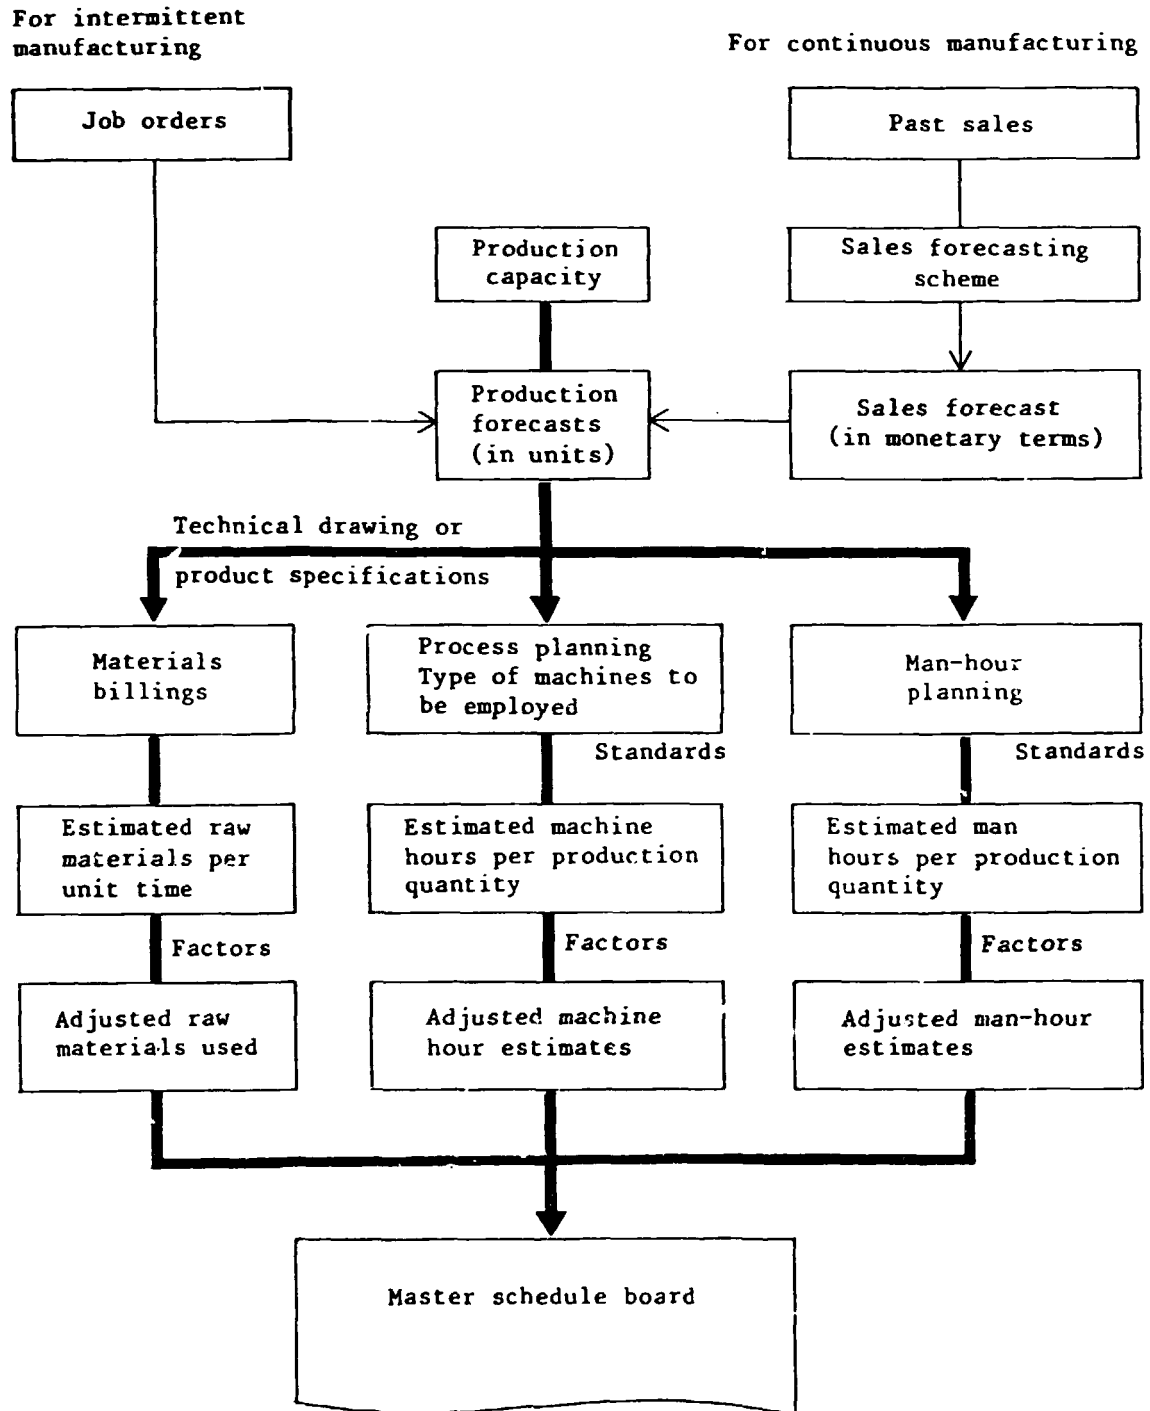 For intermittent
manufacturing
For continuous manufacturing
Job orders
Past sales
Production
capacity
Sales forecasting
scheme
Production
forecasts
(in units)
Sales forecast
(in monetary terms)
Technical drawing or
product specifications
Materials
billings
Process planning
Type of machines to
be employed
Man-hour
planning
Standards
Standards
Estimated raw
materials per
unit time
Estimated machine
hours per production
quantity
Estimated man
hours per production
quantity
Factors
Factors
Factors
Adjusted raw
materials used
Adjusted machine
hour estimates
Adjusted man-hour
estimates
Master schedule board